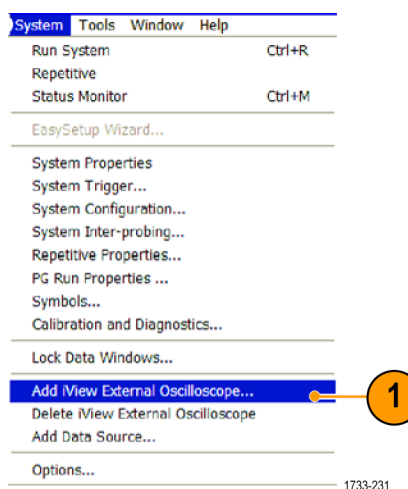 System Tools Window Help
Run System Ctrl+R
Repetitive
Status Monitor Ctrl+M
EasySetup Wizard...
System Properties
System Trigger...
System Configuration...
System Inter-probing...
Repetitive Properties...
PG Run Properties ...
Symbols...
Calibration and Diagnostics...
Lock Data Windows...
Add iView External Oscilloscope...
1
Delete iView External Oscilloscope
Add Data Source...
Options...
1733-231